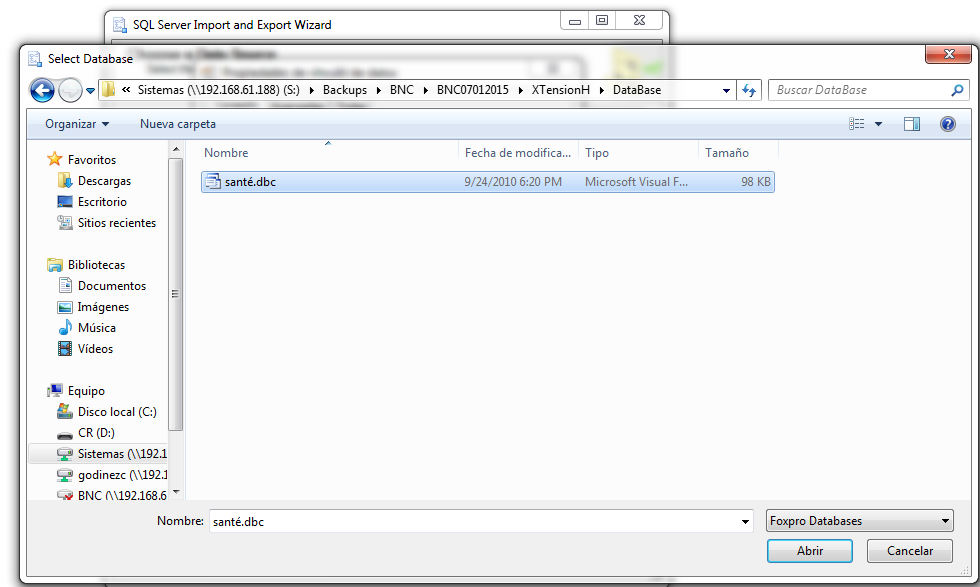 SQL Server Import and Export Wizard
Select Database
« Sistemas (\\192.168.61.188) (S:) BackUps BNC BNC07012015 XTensionH DataBase
Buscar DataBase
Organizar Nueva carpeta
Nombre Fecha de modifica... Tipo Tamaño
santé.dbc 9/24/2010 6:20 PM Microsoft Visual F... 98 KB
Favoritos
Descargas
Escritorio
Sitios recientes
Bibliotecas
Documentos
Imágenes
Música
Vídeos
Equipo
Disco local (C:)
CR (D:)
Sistemas (\\192.1
godinezc (\\192.1
BNC (\\192.168.6
Nombre: santé.dbc Foxpro Databases
Abrir Cancelar